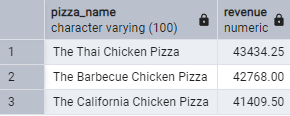 pizza_name revenue
character varying (100) numeric
1 The Thai Chicken Pizza 43434.25
2 The Barbecue Chicken Pizza 42768.00
3 The California Chicken Pizza 41409.50